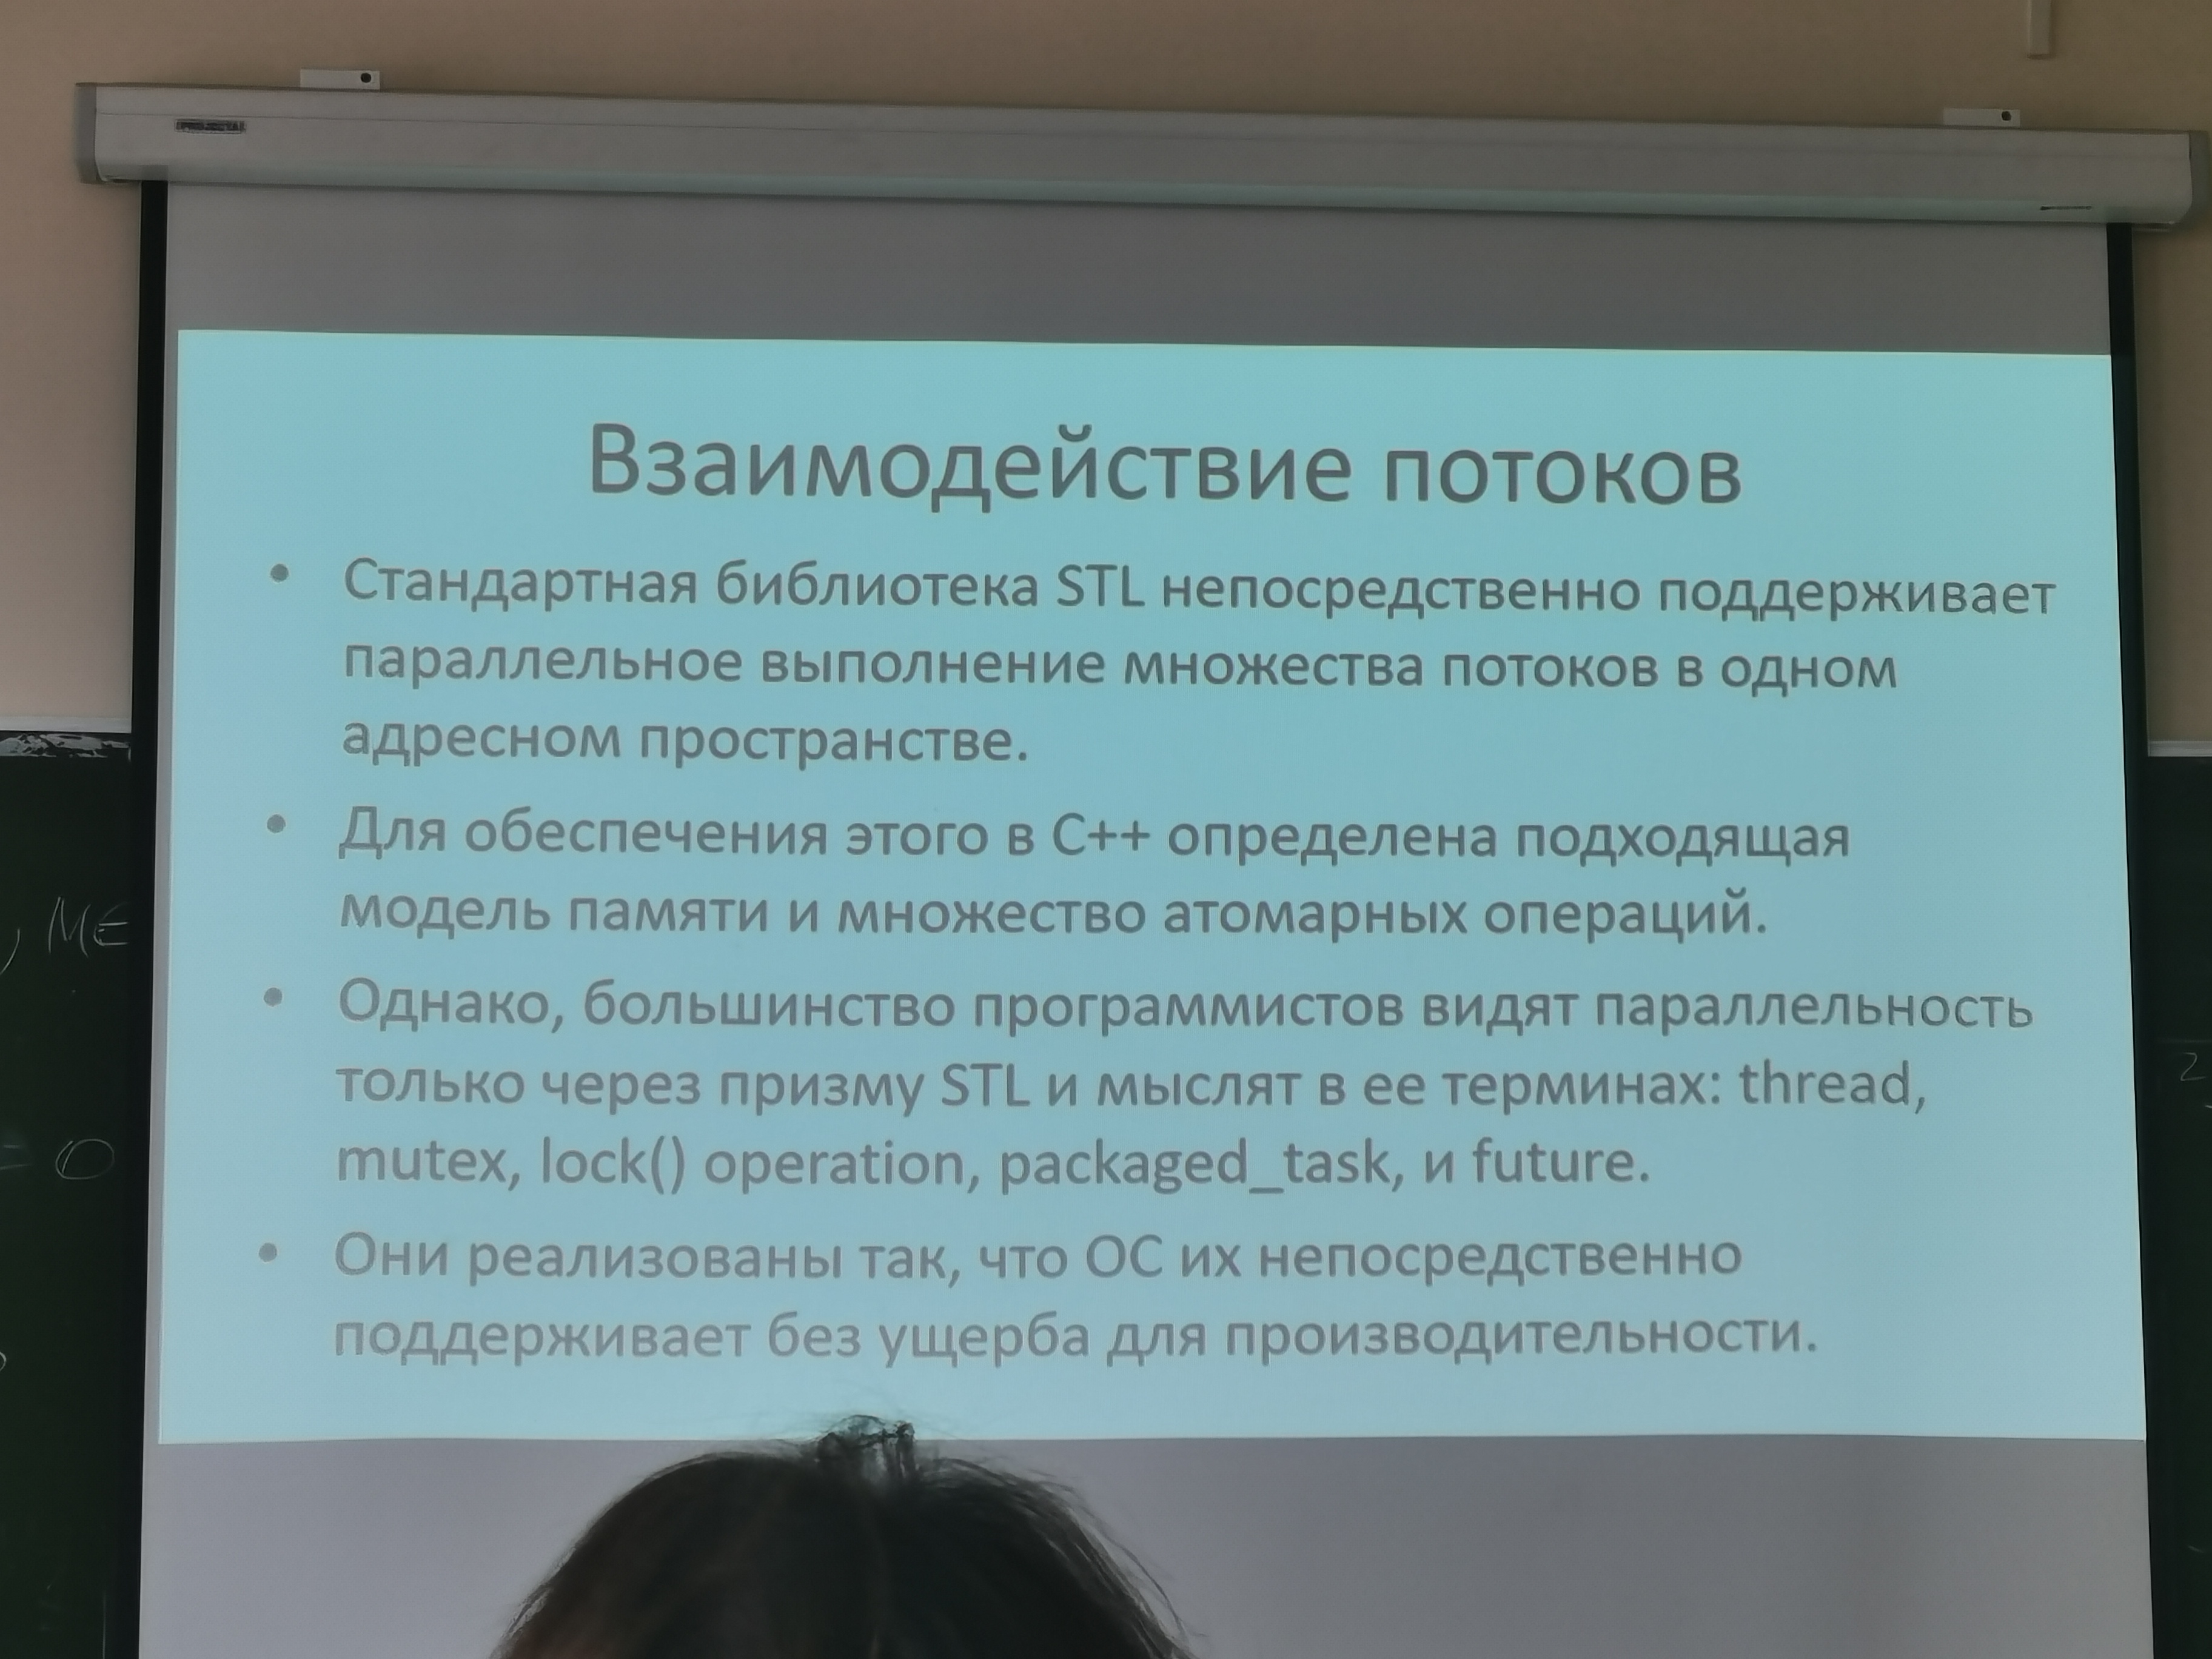 PROJECTA
Взаимодействие потоков
• Стандартная библиотека STL непосредственно поддерживает
параллельное выполнение множества потоков в одном
адресном пространстве.
• Для обеспечения этого в C++ определена подходящая
модель памяти и множество атомарных операций.
• Однако, большинство программистов видят параллельность
только через призму STL и мыслят в ее терминах: thread,
mutex, lock() operation, packaged_task, и future.
• Они реализованы так, что ОС их непосредственно
поддерживает без ущерба для производительности.
, ME
= 0
2